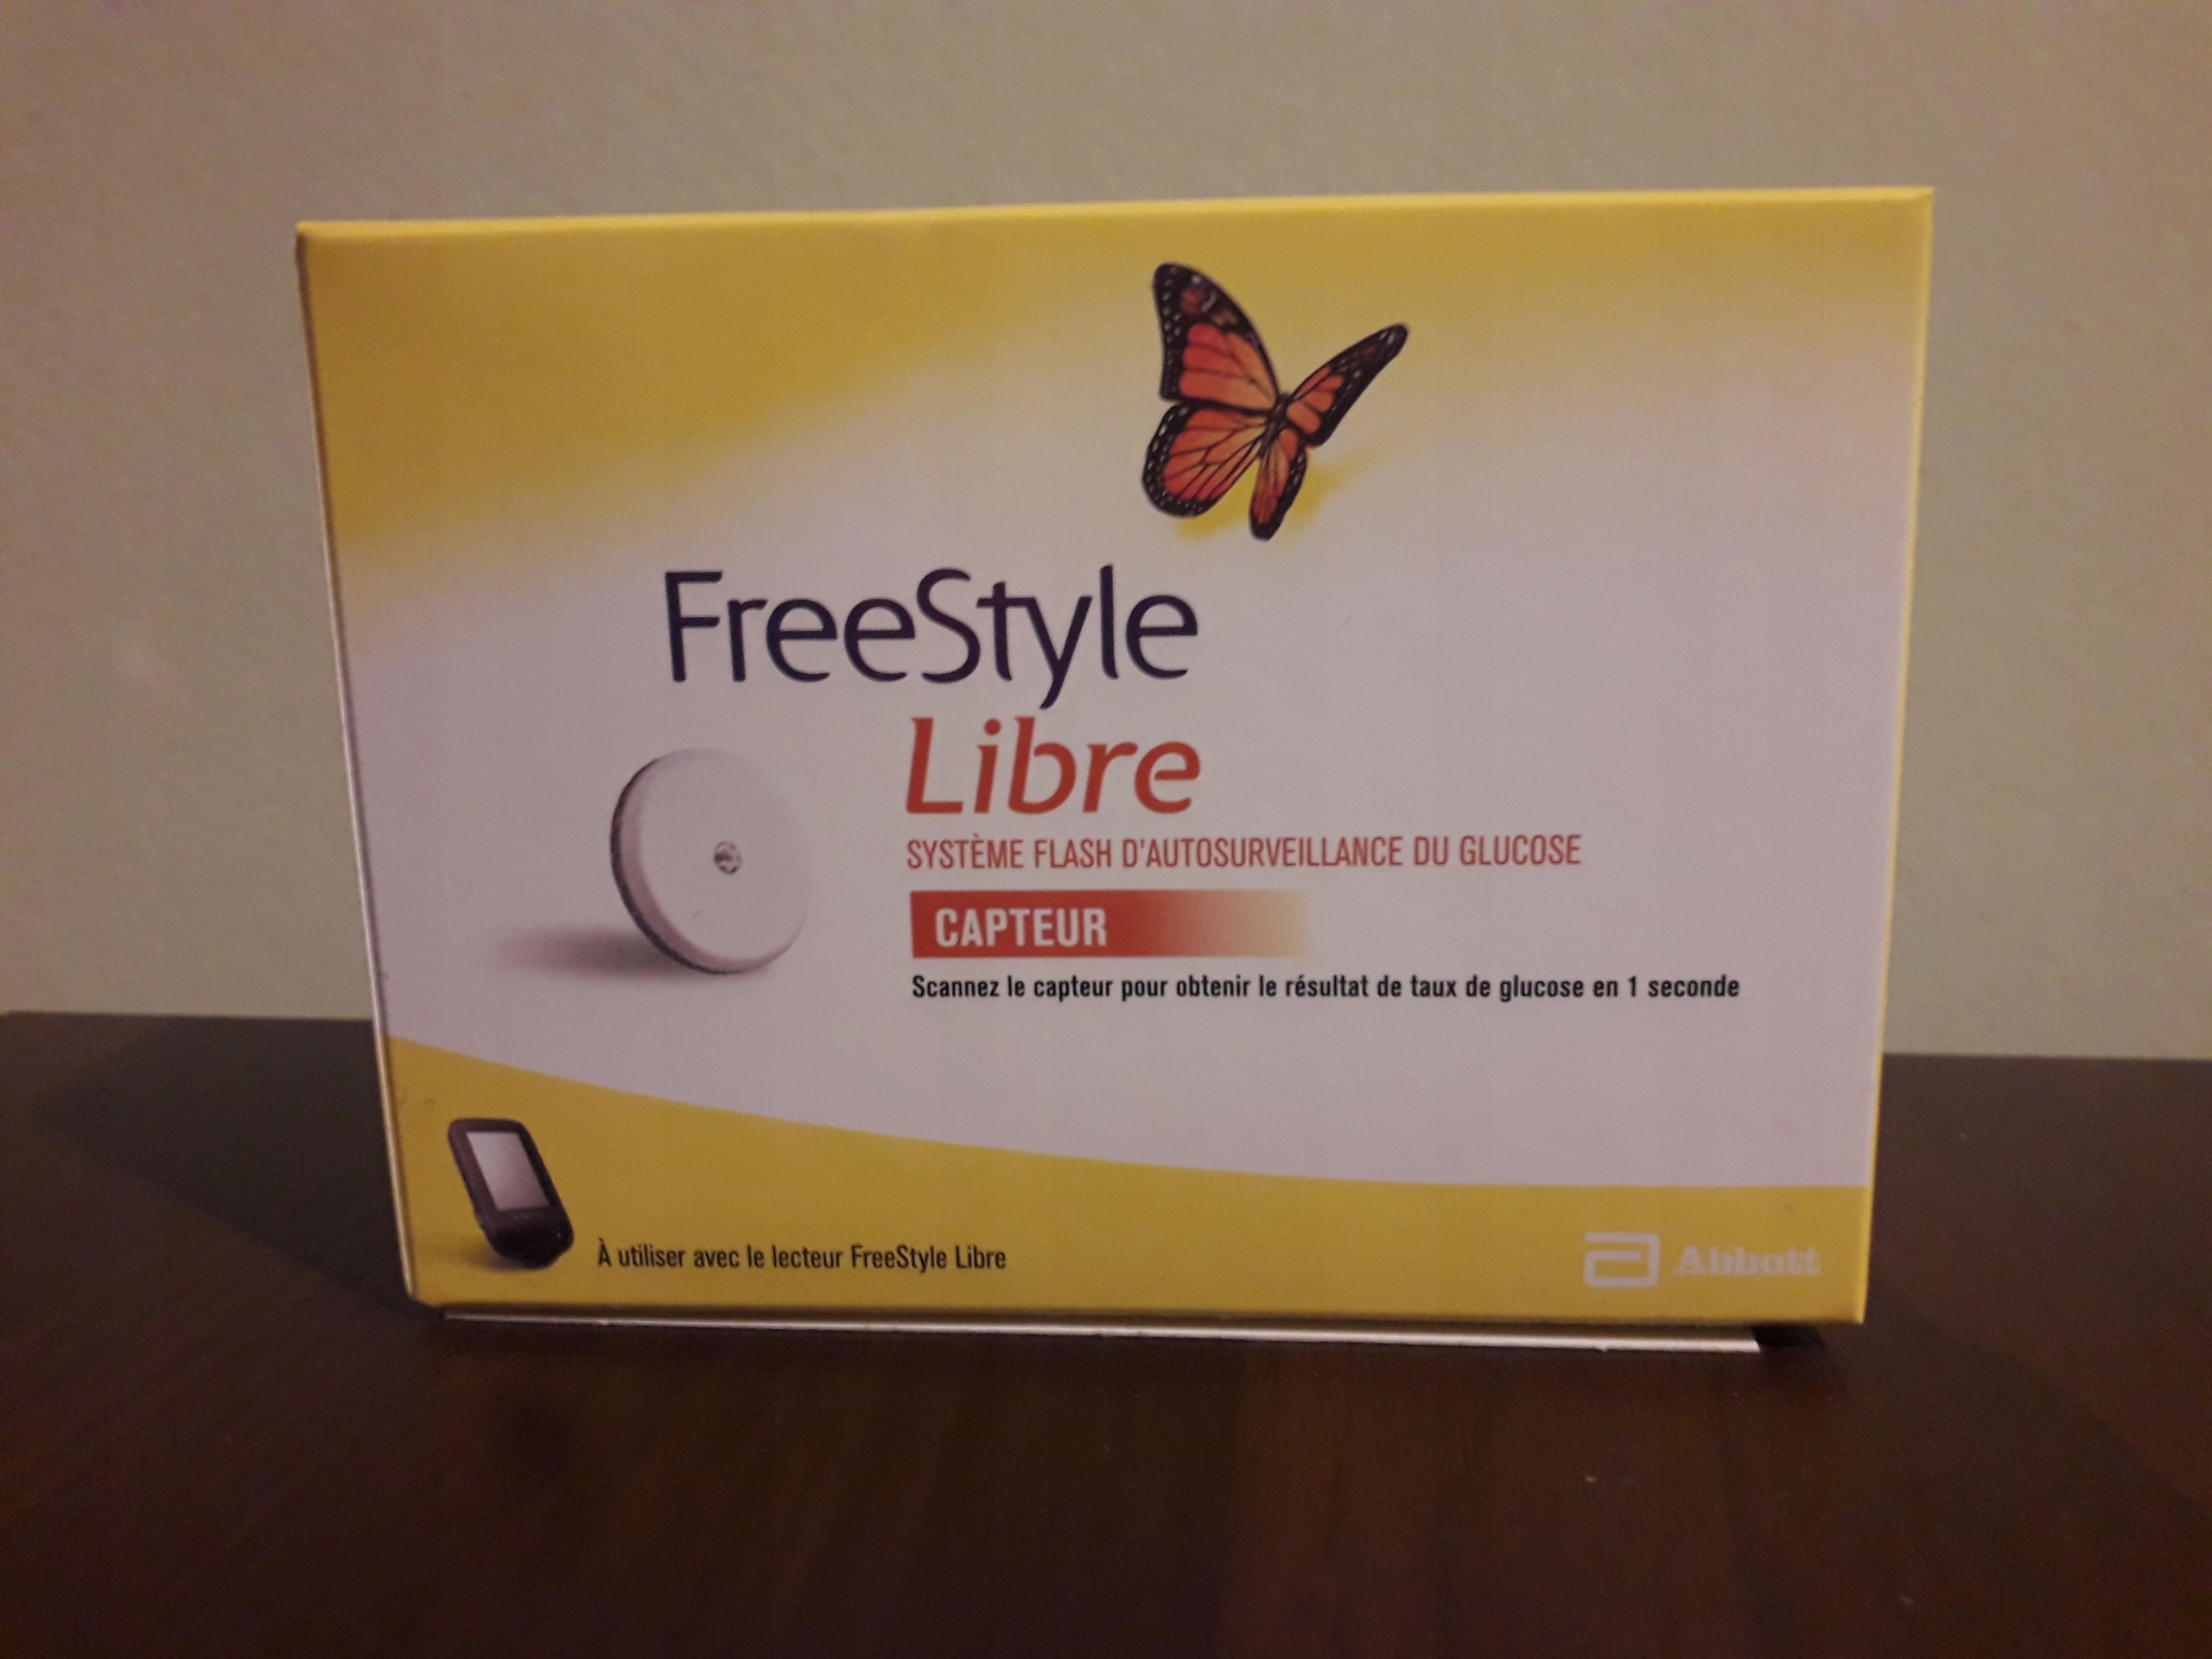 FreeStyle
Libre
SYSTÈME FLASH D'AUTOSURVEILLANCE DU GLUCOSE
CAPTEUR
Scannez le capteur pour obtenir le résultat de taux de glucose en 1 seconde
À utiliser avec le lecteur FreeStyle Libre
Abbott